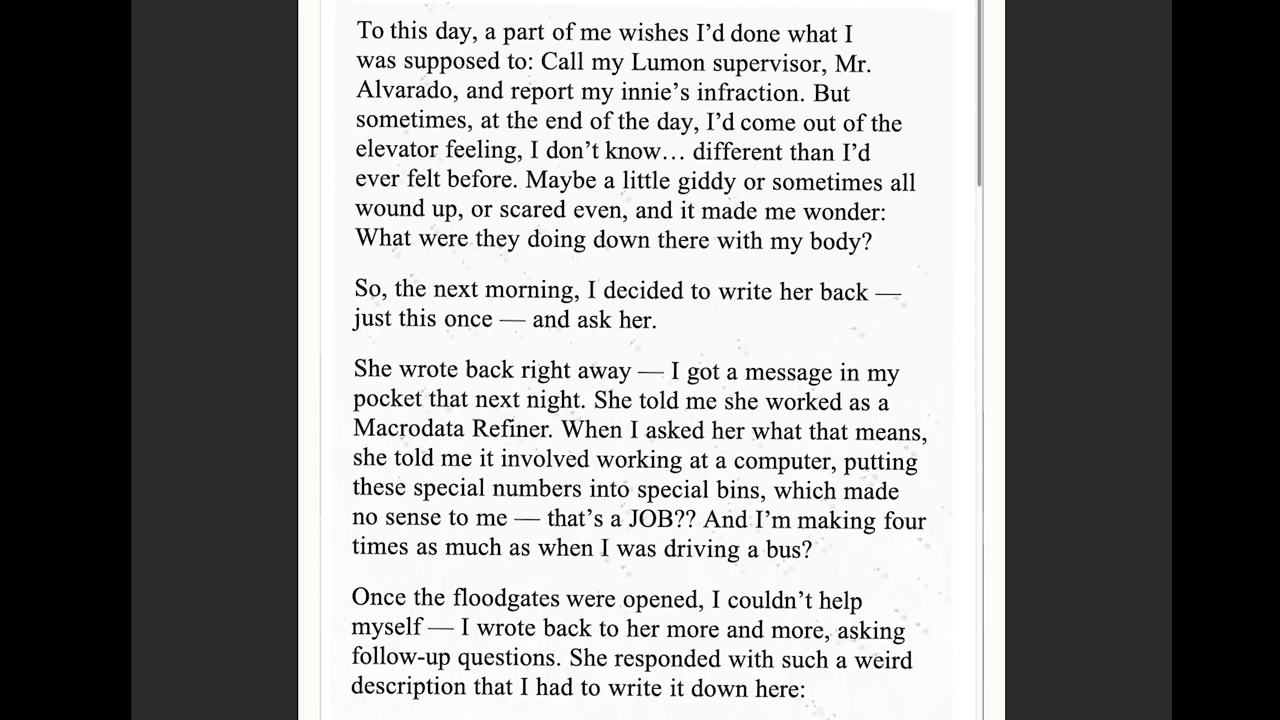 To this day, a part of me wishes I’d done what I
was supposed to: Call my Lumon supervisor, Mr.
Alvarado, and report my innie’s infraction. But
sometimes, at the end of the day, I’d come out of the
elevator feeling, I don’t know… different than I’d
ever felt before. Maybe a little giddy or sometimes all
wound up, or scared even, and it made me wonder:
What were they doing down there with my body?
So, the next morning, I decided to write her back —
just this once — and ask her.
She wrote back right away — I got a message in my
pocket that next night. She told me she worked as a
Macrodata Refiner. When I asked her what that means,
she told me it involved working at a computer, putting
these special numbers into special bins, which made
no sense to me — that’s a JOB?? And I’m making four
times as much as when I was driving a bus?
Once the floodgates were opened, I couldn’t help
myself — I wrote back to her more and more, asking
follow-up questions. She responded with such a weird
description that I had to write it down here: